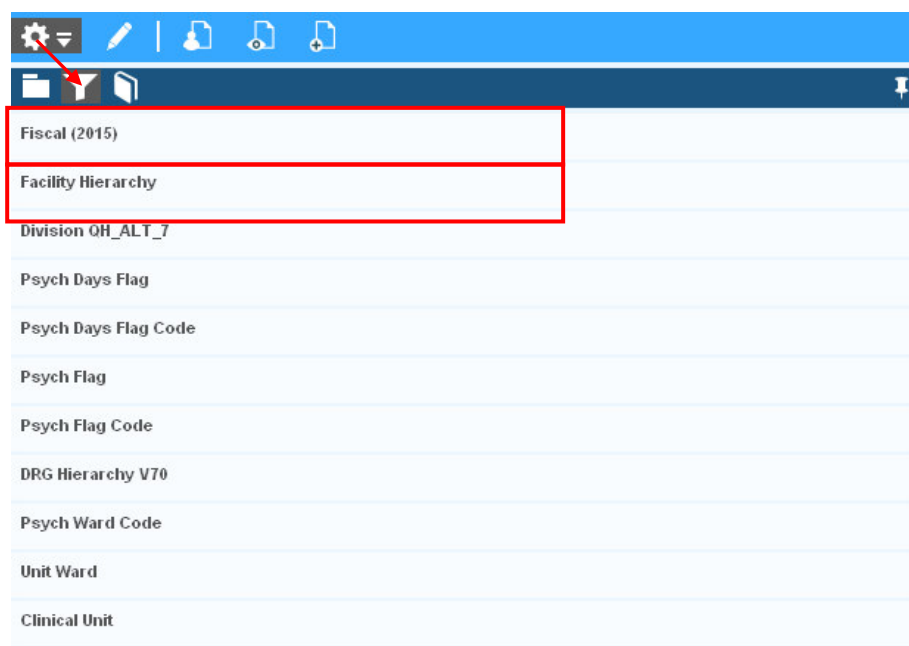 Fiscal (2015)
Facility Hierarchy
Division QH_ALT_7
Psych Days Flag
Psych Days Flag Code
Psych Flag
Psych Flag Code
DRG Hierarchy V70
Psych Ward Code
Unit Ward
Clinical Unit